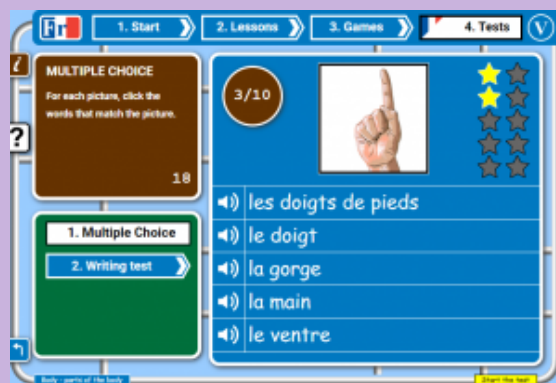 Fr
1. Start
2. Lessons
3. Games
4. Tests
V
i
MULTIPLE CHOICE
For each picture, click the
words that match the picture.
18
?
3/10
les doigts de pieds
le doigt
la gorge
la main
le ventre
1. Multiple Choice
2. Writing test
Body - parts of the body
Start the test